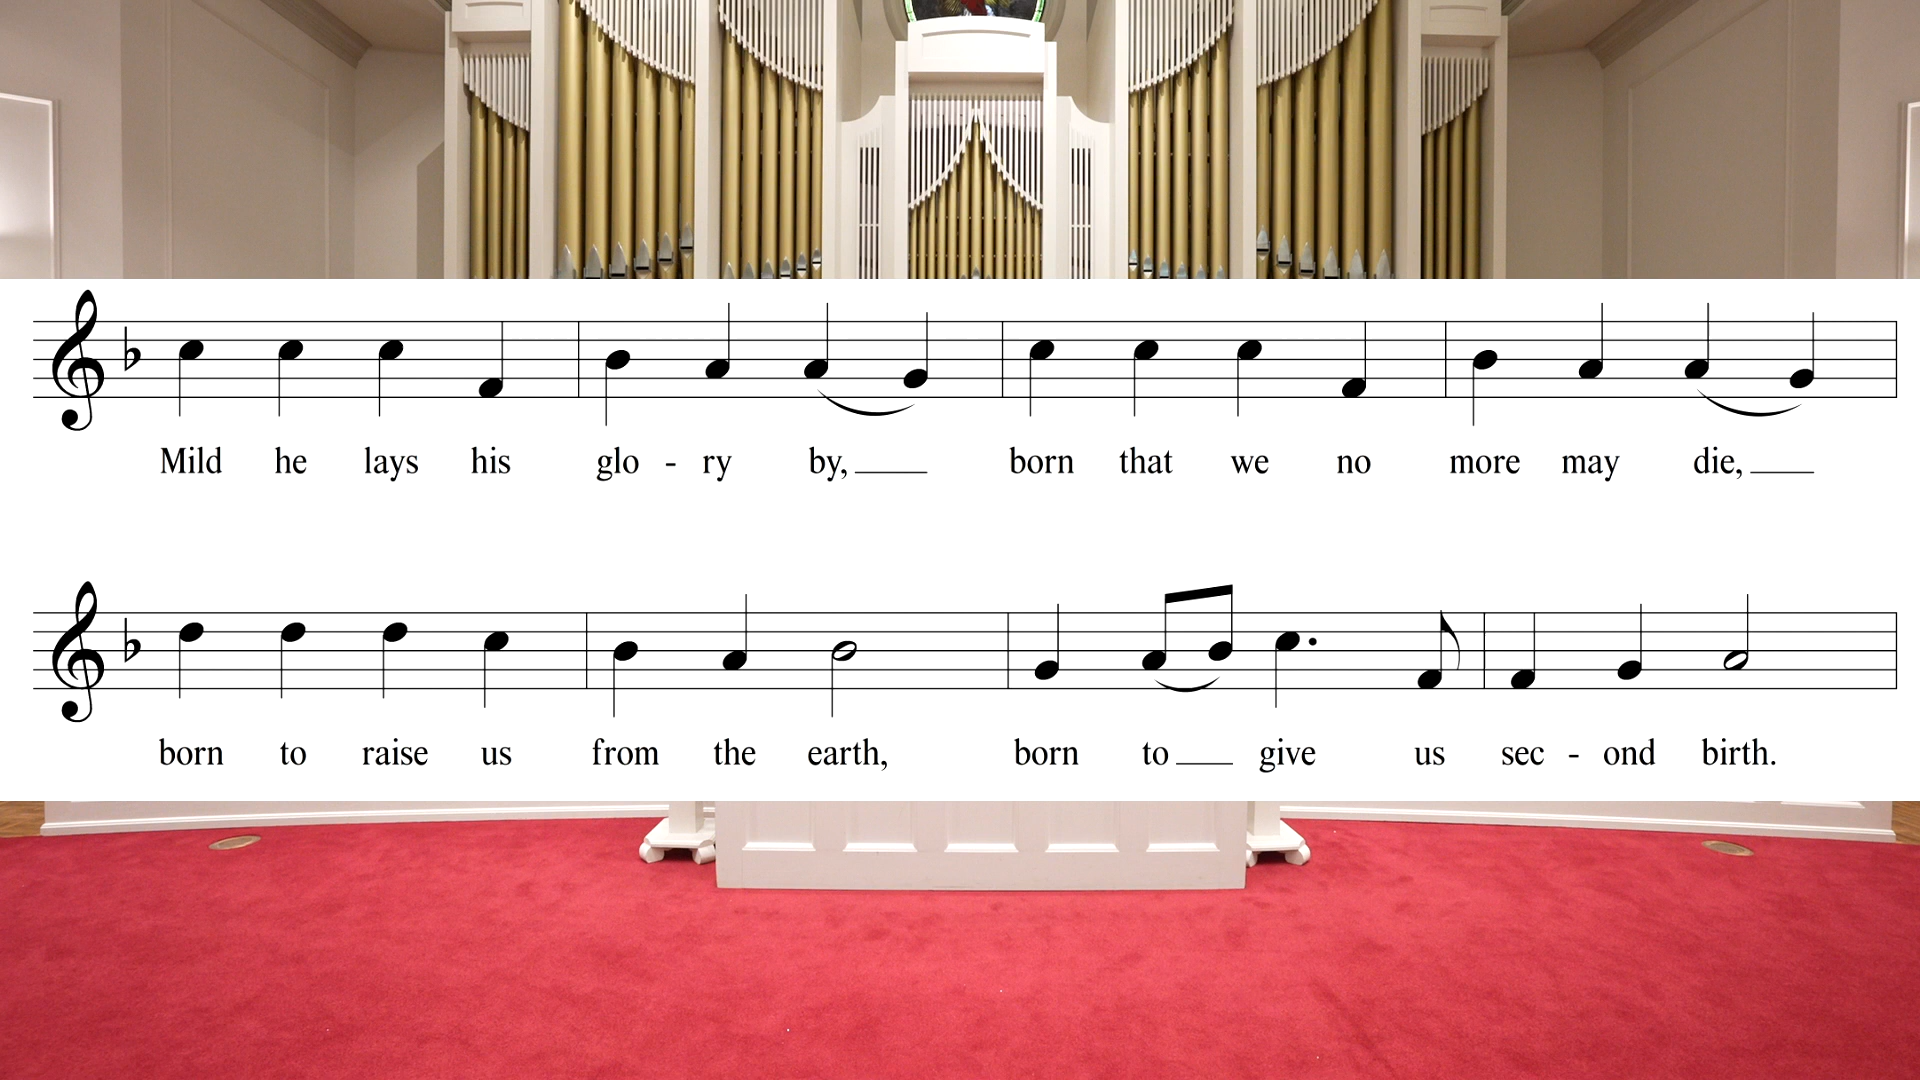 Mild he lays his glo - ry by, born that we no more may die,
born to raise us from the earth, born to give us sec - ond birth.